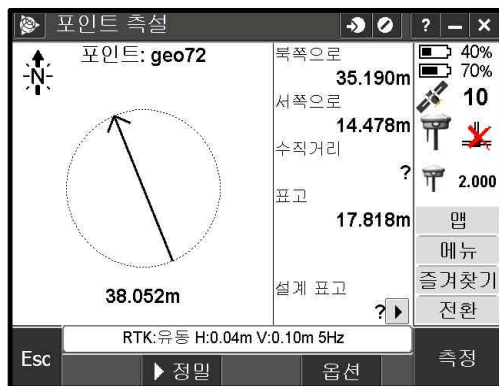 포인트 측설
? – ×
N
포인트: geo72
38.052m
북쪽으로
35.190m
서쪽으로
14.478m
수직거리
?
표고
17.818m
설계 표고
?
40%
70%
10
2.000
맵
메뉴
즐겨찾기
전환
RTK:유동 H:0.04m V:0.10m 5Hz
Esc
정밀
옵션
측정